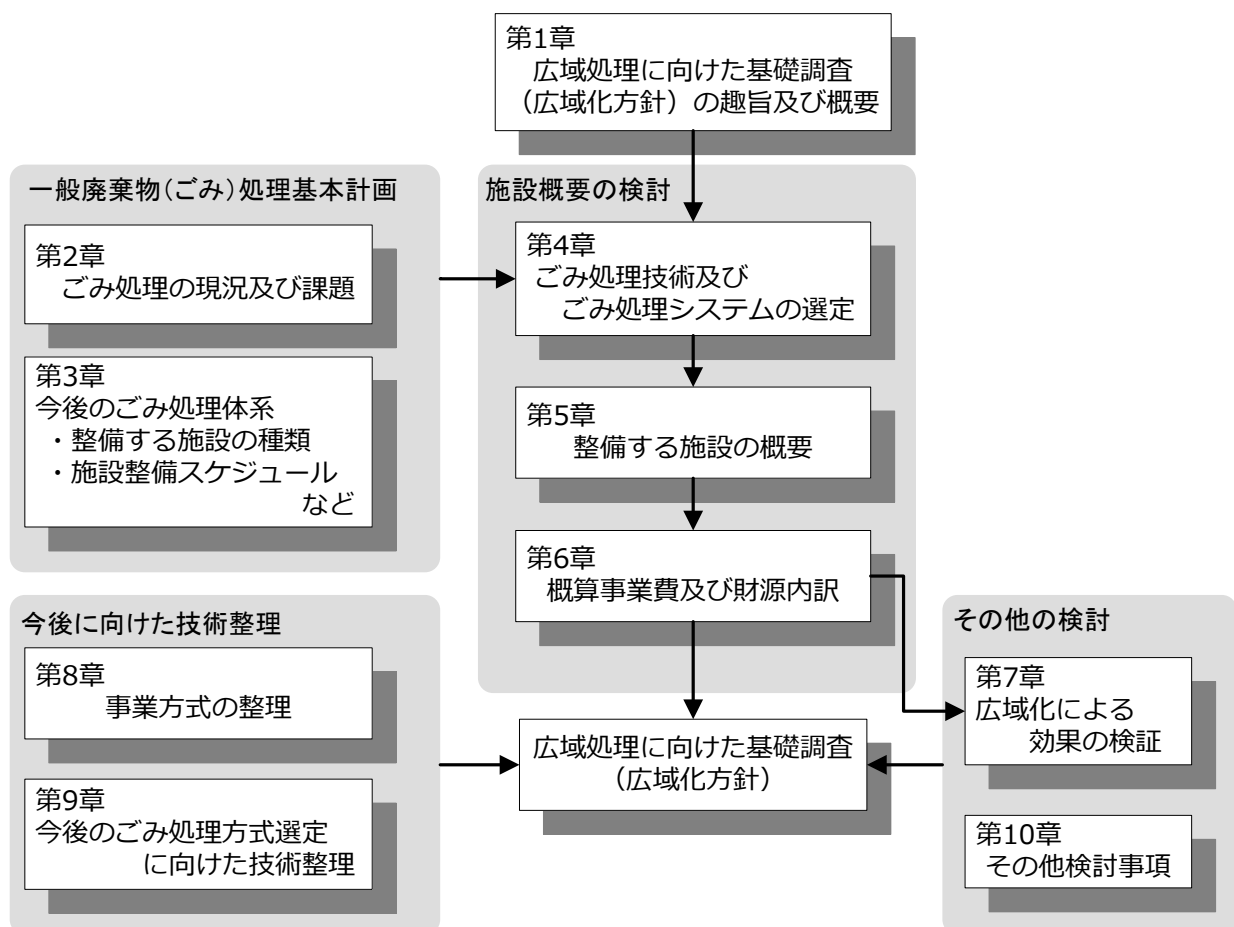 第1章
広域処理に向けた基礎調査
（広域化方針）の趣旨及び概要
一般廃棄物（ごみ）処理基本計画
第2章
ごみ処理の現況及び課題
第3章
今後のごみ処理体系
・整備する施設の種類
・施設整備スケジュール
など
施設概要の検討
第4章
ごみ処理技術及び
ごみ処理システムの選定
第5章
整備する施設の概要
第6章
概算事業費及び財源内訳
今後に向けた技術整理
第8章
事業方式の整理
第9章
今後のごみ処理方式選定
に向けた技術整理
広域処理に向けた基礎調査
（広域化方針）
その他の検討
第7章
広域化による
効果の検証
第10章
その他検討事項